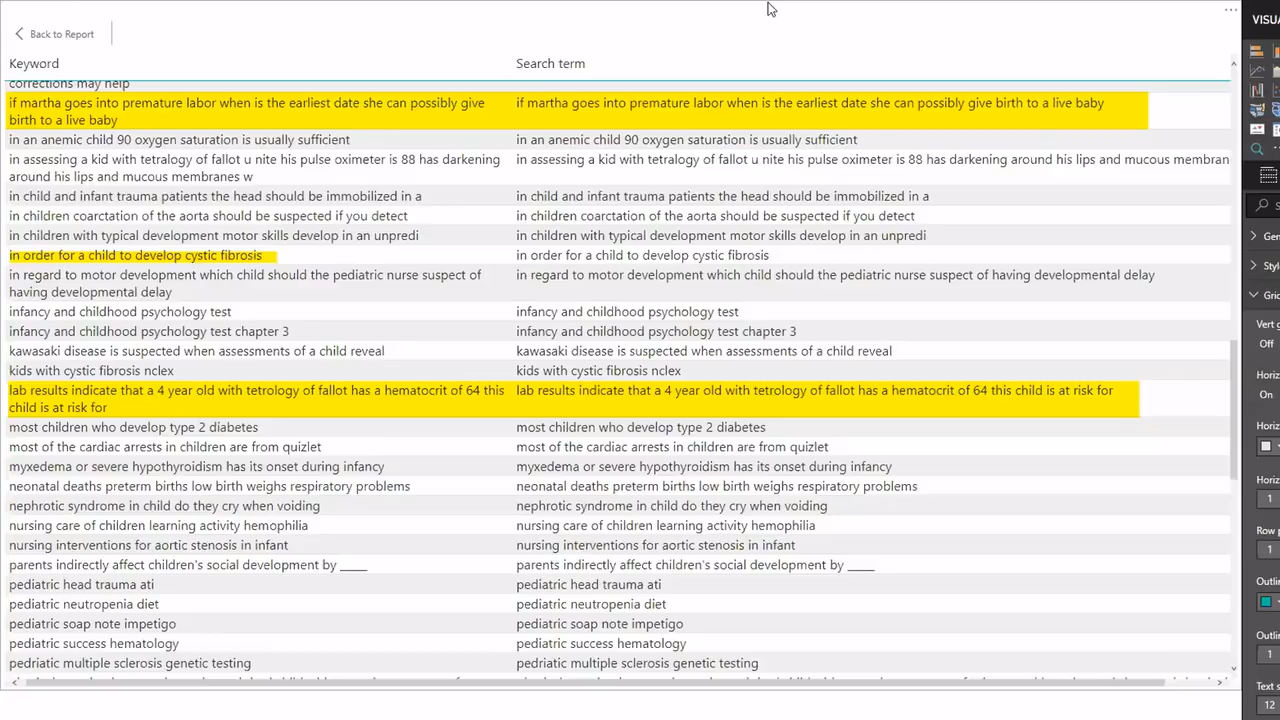 VISUA
Back to Report
Keyword Search term
corrections may help
if martha goes into premature labor when is the earliest date she can possibly give if martha goes into premature labor when is the earliest date she can possibly give birth to a live baby
birth to a live baby
in an anemic child 90 oxygen saturation is usually sufficient in an anemic child 90 oxygen saturation is usually sufficient
in assessing a kid with tetralogy of fallot u nite his pulse oximeter is 88 has darkening in assessing a kid with tetralogy of fallot u nite his pulse oximeter is 88 has darkening around his lips and mucous membran
around his lips and mucous membranes w
in child and infant trauma patients the head should be immobilized in a in child and infant trauma patients the head should be immobilized in a
in children coarctation of the aorta should be suspected if you detect in children coarctation of the aorta should be suspected if you detect
in children with typical development motor skills develop in an unpredi in children with typical development motor skills develop in an unpredi
in order for a child to develop cystic fibrosis in order for a child to develop cystic fibrosis
in regard to motor development which child should the pediatric nurse suspect of in regard to motor development which child should the pediatric nurse suspect of having developmental delay
having developmental delay
infancy and childhood psychology test infancy and childhood psychology test
infancy and childhood psychology test chapter 3 infancy and childhood psychology test chapter 3
kawasaki disease is suspected when assessments of a child reveal kawasaki disease is suspected when assessments of a child reveal
kids with cystic fibrosis nclex kids with cystic fibrosis nclex
lab results indicate that a 4 year old with tetrology of fallot has a hematocrit of 64 this lab results indicate that a 4 year old with tetrology of fallot has a hematocrit of 64 this child is at risk for
child is at risk for
most children who develop type 2 diabetes most children who develop type 2 diabetes
most of the cardiac arrests in children are from quizlet most of the cardiac arrests in children are from quizlet
myxedema or severe hypothyroidism has its onset during infancy myxedema or severe hypothyroidism has its onset during infancy
neonatal deaths preterm births low birth weighs respiratory problems neonatal deaths preterm births low birth weighs respiratory problems
nephrotic syndrome in child do they cry when voiding nephrotic syndrome in child do they cry when voiding
nursing care of children learning activity hemophilia nursing care of children learning activity hemophilia
nursing interventions for aortic stenosis in infant nursing interventions for aortic stenosis in infant
parents indirectly affect children's social development by _____ parents indirectly affect children's social development by _____
pediatric head trauma ati pediatric head trauma ati
pediatric neutropenia diet pediatric neutropenia diet
pediatric soap note impetigo pediatric soap note impetigo
pediatric success hematology pediatric success hematology
pedriatic multiple sclerosis genetic testing pedriatic multiple sclerosis genetic testing
S
Gen
Style
Grid
Vert g
Off
Horiz
On
Horiz
Horiz
1
Row p
1
Outli
Outli
1
Text s
12